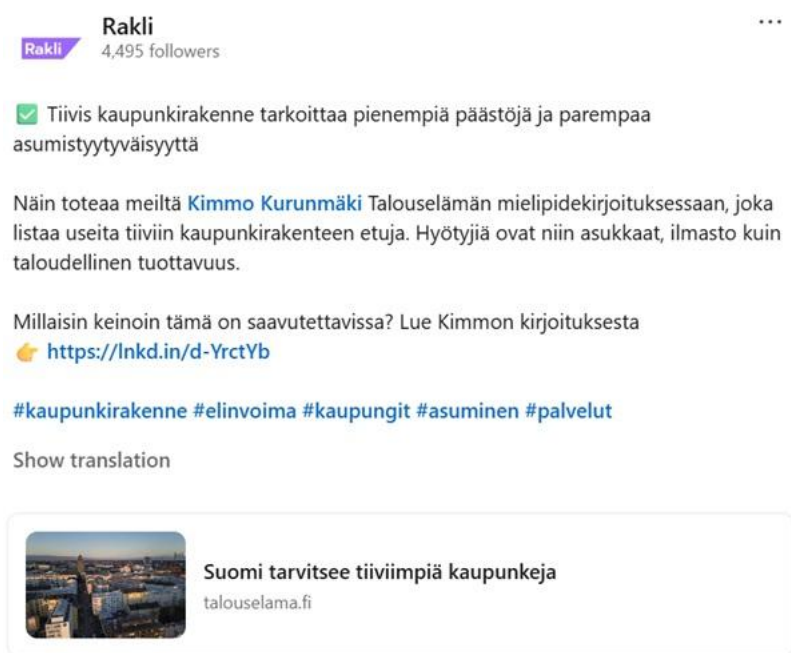 Rakli
Rakli
4,495 followers
✅ Tiivis kaupunkirakenne tarkoittaa pienempiä päästöjä ja parempaa
asumistyytyväisyyttä
Näin toteaa meiltä Kimmo Kurunmäki Talouselämän mielipidekirjoituksessaan, joka
listaa useita tiiviin kaupunkirakenteen etuja. Hyötyjiä ovat niin asukkaat, ilmasto kuin
taloudellinen tuottavuus.
Millaisin keinoin tämä on saavutettavissa? Lue Kimmon kirjoituksesta
👉 https://lnkd.in/d-YrctYb
#kaupunkirakenne #elinvoima #kaupungit #asuminen #palvelut
Show translation
Suomi tarvitsee tiiviimpiä kaupunkeja
talouselama.fi